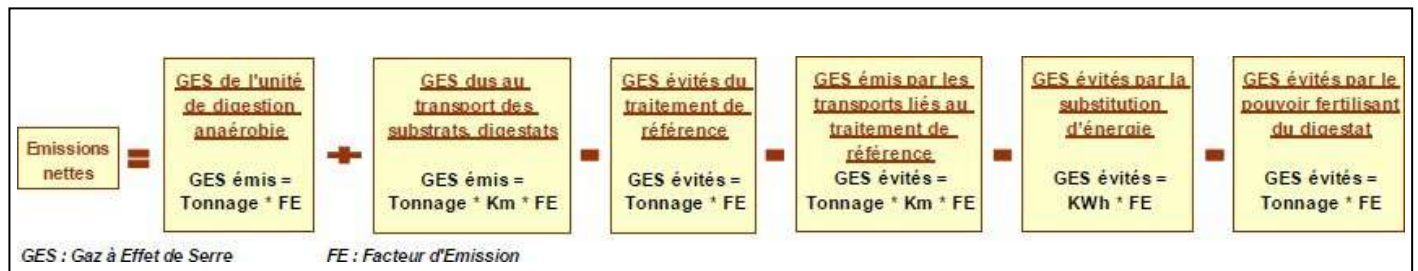 Emissions
nettes
=
GES de l'unité
de digestion
anaérobie
GES émis =
Tonnage * FE
+
GES dus au
transport des
substrats, digestats
GES émis =
Tonnage * Km * FE
-
GES évités du
traitement de
référence
GES évités =
Tonnage * FE
-
GES émis par les
transports liés au
traitement de
référence
GES évités =
Tonnage * Km * FE
-
GES évités par la
substitution
d'énergie
GES évités =
KWh * FE
-
GES évités par le
pouvoir fertilisant
du digestat
GES évités =
Tonnage * FE
GES : Gaz à Effet de Serre
FE : Facteur d'Emission